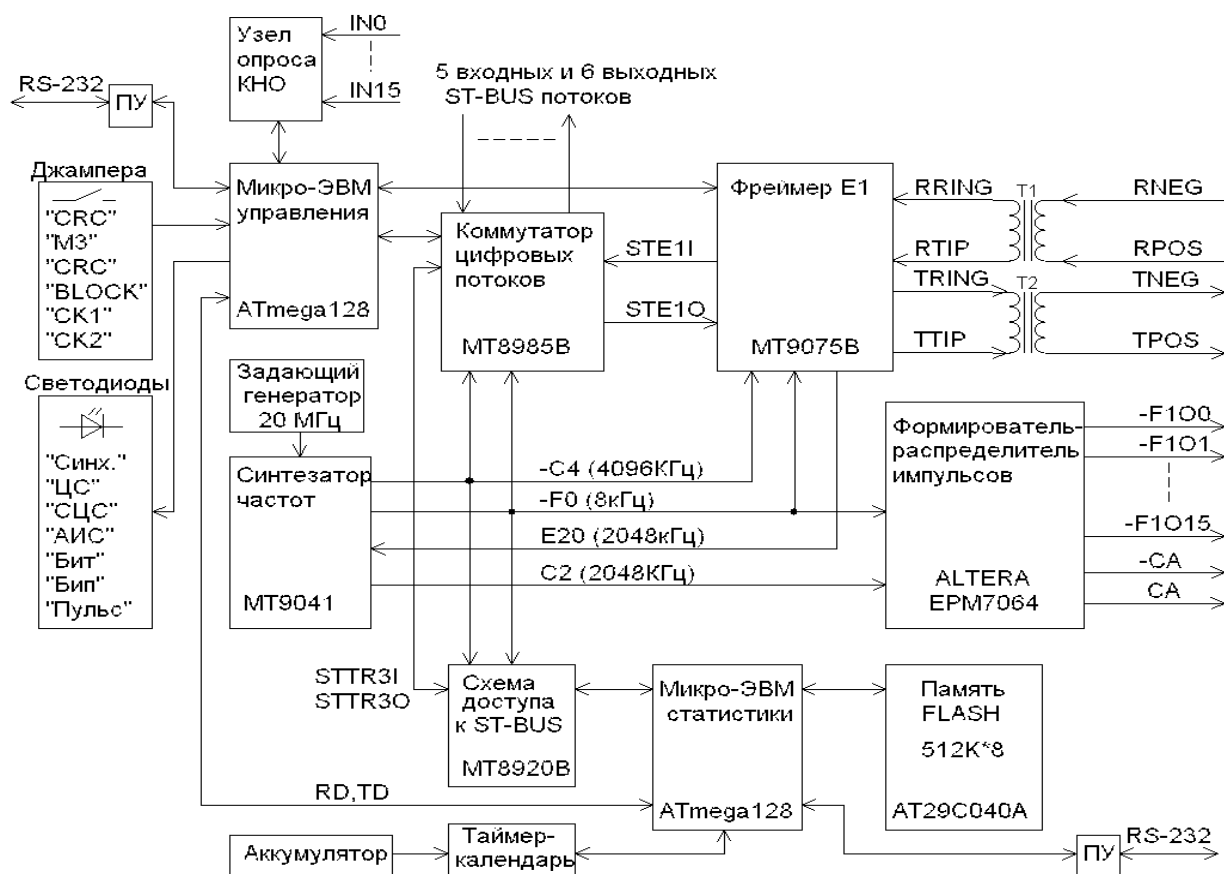 Узел
опроса
КНО
IN0
IN15
RS-232
ПУ
5 входных и 6 выходных
ST-BUS потоков
Джампера
"CRC"
"МЗ"
"CRC"
"BLOCK"
"СК1"
"СК2"
Микро-ЭВМ
управления
ATmega128
Коммутатор
цифровых
потоков
MT8985B
STE1I
STE1O
Фреймер Е1
MT9075B
RRING
RTIP
TRING
TTIP
T1
T2
RNEG
RPOS
TNEG
TPOS
Светодиоды
"Синх."
"ЦС"
"СЦС"
"АИС"
"Бит"
"Бип"
"Пульс"
Задающий
генератор
20 МГц
Синтезатор
частот
MT9041
-C4 (4096КГц)
-F0 (8кГц)
E20 (2048кГц)
C2 (2048КГц)
Формирователь-
распределитель
импульсов
ALTERA
EPM7064
-F1O0
-F1O1
-F1O15
-CA
CA
STTR3I
STTR3O
Схема
доступа
к ST-BUS
MT8920B
Микро-ЭВМ
статистики
ATmega128
Память
FLASH
512K*8
AT29C040A
RD,TD
Аккумулятор
Таймер-
календарь
ПУ
RS-232